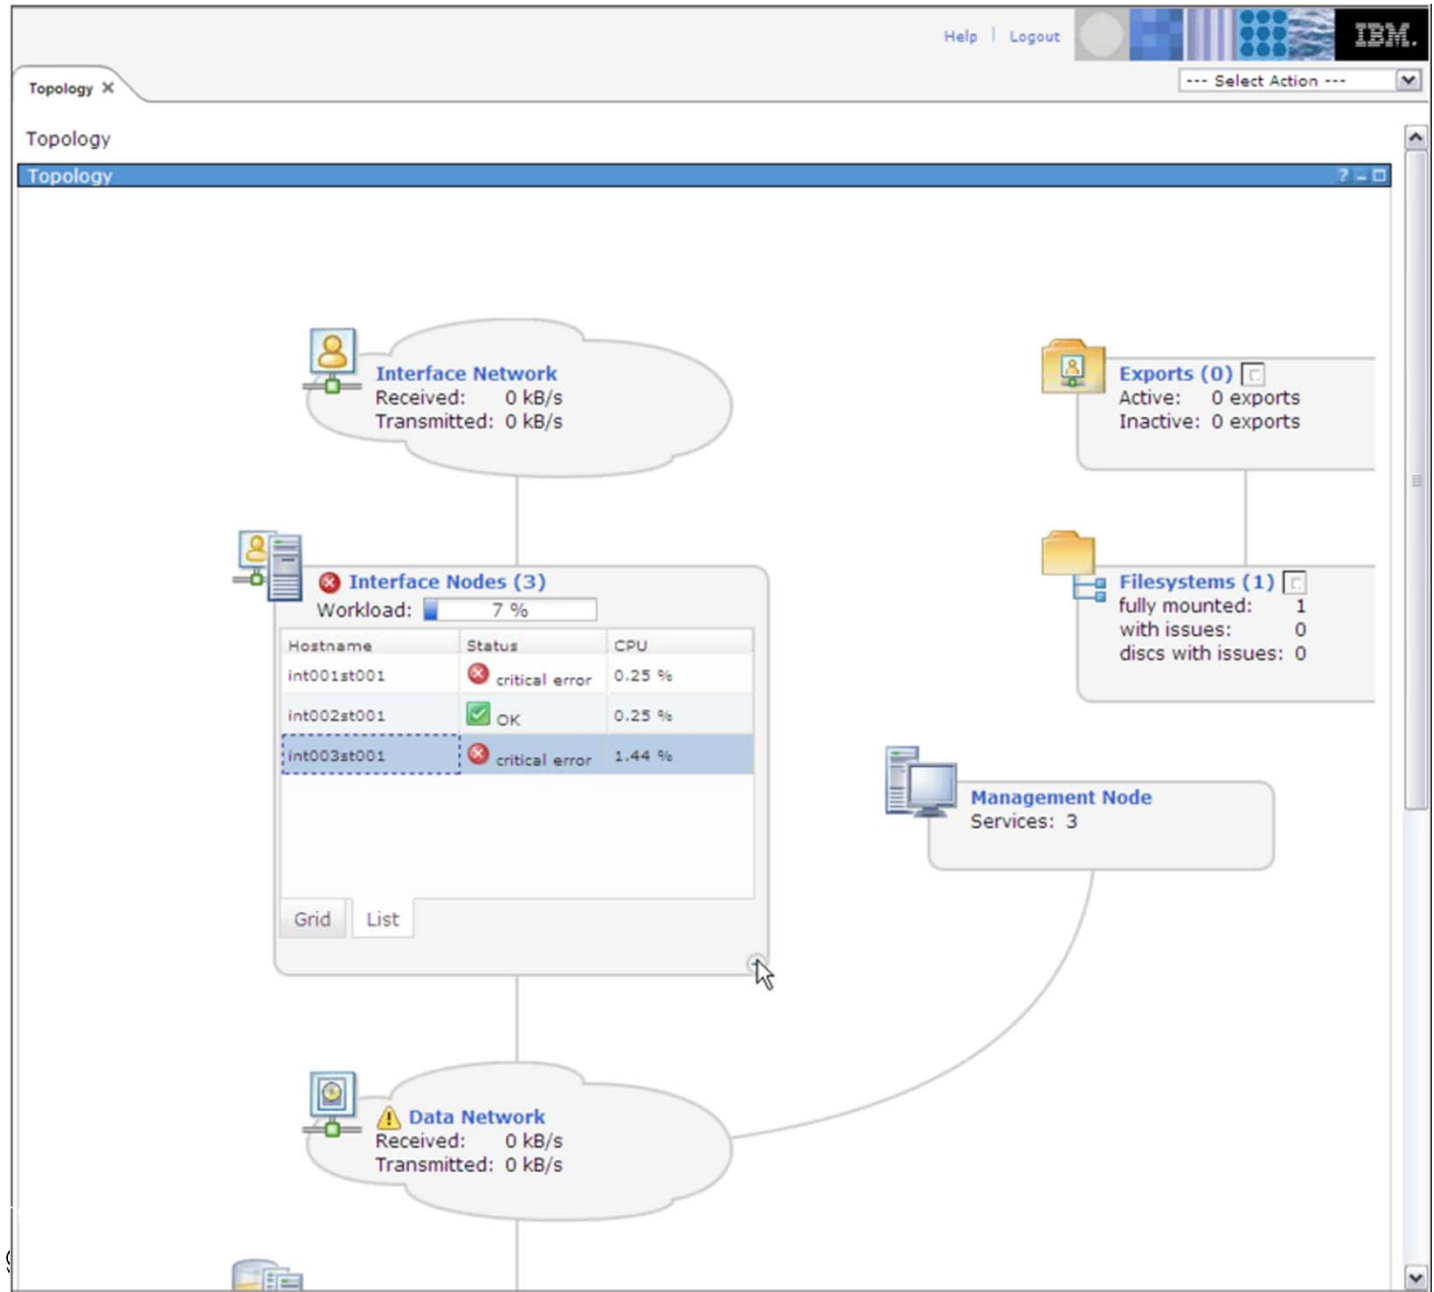 Help | Logout
IBM.
Topology
--- Select Action ---
Topology
Topology
Interface Network
Received: 0 kB/s
Transmitted: 0 kB/s
Exports (0)
Active: 0 exports
Inactive: 0 exports
Interface Nodes (3)
Workload: 7 %
Hostname Status CPU
int001st001 critical error 0.25 %
int002st001 OK 0.25 %
int003st001 critical error 1.44 %
Grid List
Filesystems (1)
fully mounted: 1
with issues: 0
discs with issues: 0
Management Node
Services: 3
Data Network
Received: 0 kB/s
Transmitted: 0 kB/s